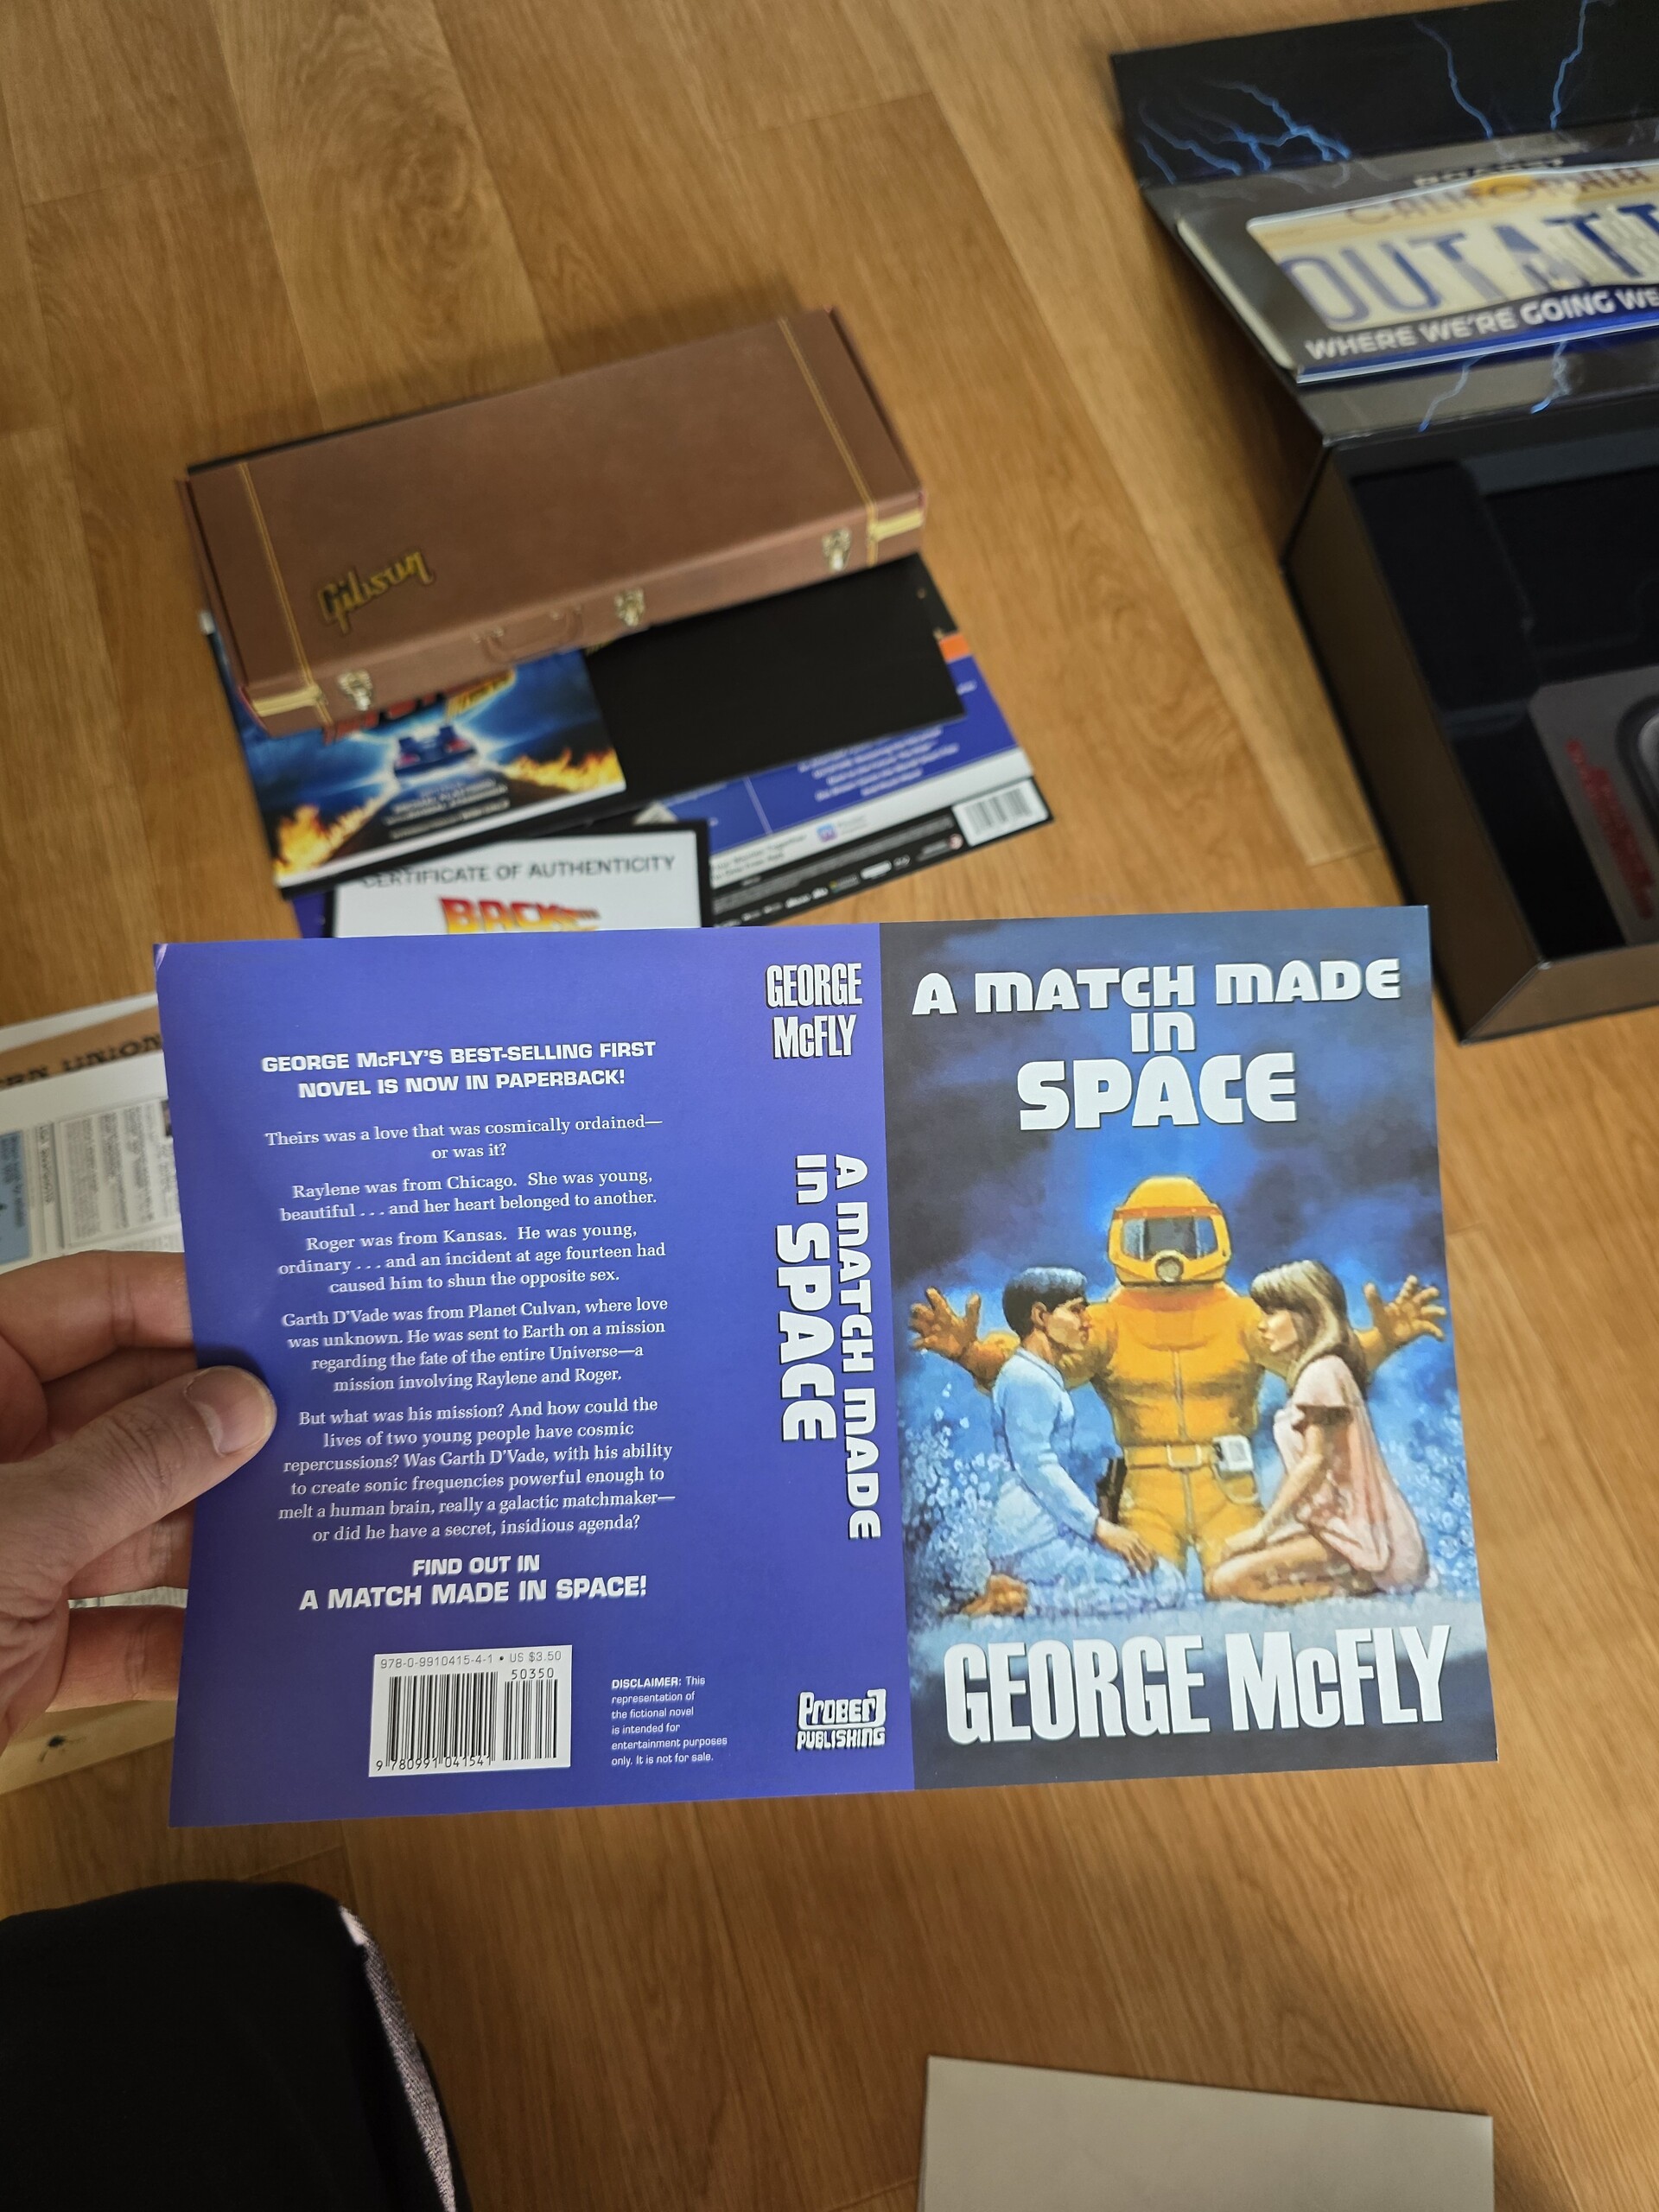 CALIFORNIA
OUTATI
WHERE WE'RE GOING WE
Gibson
CERTIFICATE OF AUTHENTICITY
BACK
UNION
GEORGE McFLY'S BEST-SELLING FIRST
NOVEL IS NOW IN PAPERBACK!
Theirs was a love that was cosmically ordained—
or was it?
Raylene was from Chicago. She was young,
beautiful . . . and her heart belonged to another.
Roger was from Kansas. He was young,
ordinary . . . and an incident at age fourteen had
caused him to shun the opposite sex.
Garth D'Vade was from Planet Culvan, where love
was unknown. He was sent to Earth on a mission
regarding the fate of the entire Universe—a
mission involving Raylene and Roger.
But what was his mission? And how could the
lives of two young people have cosmic
repercussions? Was Garth D'Vade, with his ability
to create sonic frequencies powerful enough to
melt a human brain, really a galactic matchmaker—
or did he have a secret, insidious agenda?
FIND OUT IN
A MATCH MADE IN SPACE!
978-0-9910415-4-1 • US $3.50
50350
9 780991 041541
DISCLAIMER: This
representation of
the fictional novel
is intended for
entertainment purposes
only. It is not for sale.
GEORGE
McFLY
A MATCH MADE
IN SPACE
PROBERT
PUBLISHING
A MATCH MADE
IN
SPACE
GEORGE McFLY